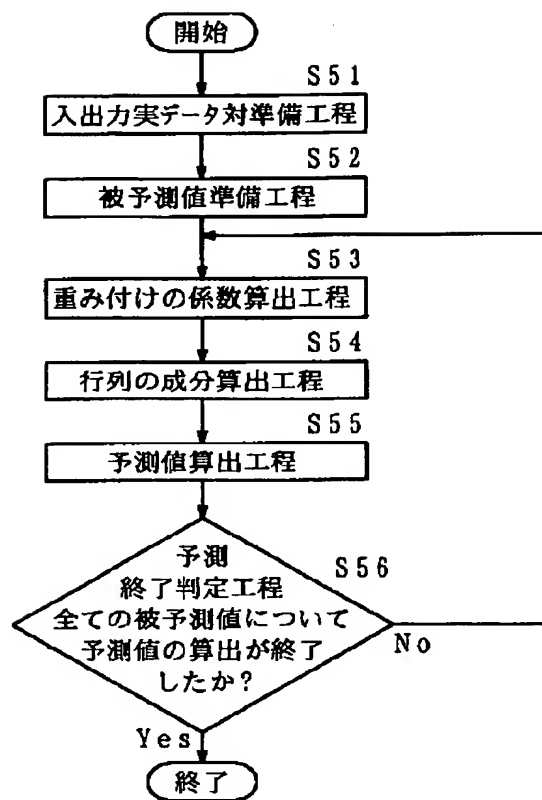 開始
S51
入出力実データ対準備工程
S52
被予測値準備工程
S53
重み付けの係数算出工程
S54
行列の成分算出工程
S55
予測値算出工程
S56
予測
終了判定工程
全ての被予測値について
予測値の算出が終了
したか?
No
Yes
終了